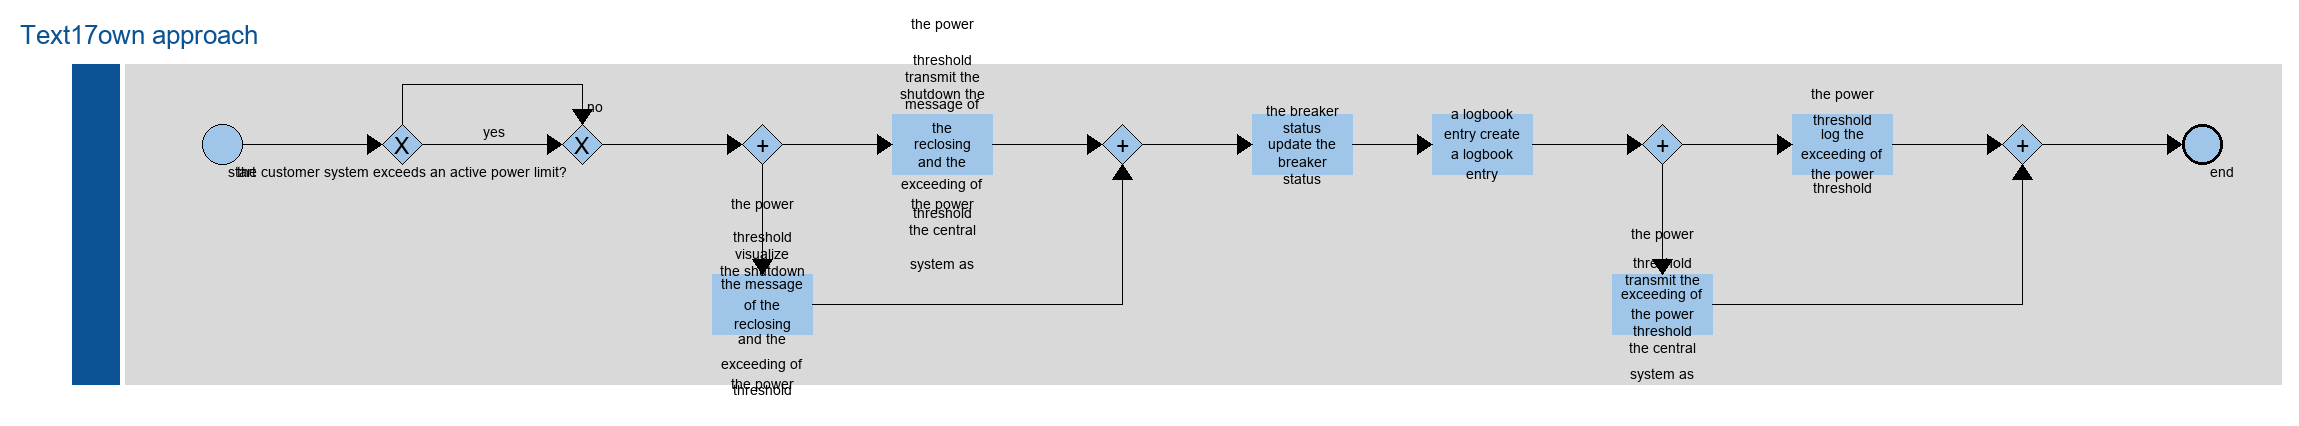 Text17own approach
start
the customer system exceeds an active power limit?
X
yes
X
no
+
the power
threshold
visualize
the shutdown
the message
of the
reclosing
and the
exceeding of
the power
threshold
the power
threshold
transmit the
shutdown the
message of
the
reclosing
and the
exceeding of
the power
threshold
the central
system as
+
the breaker
status
update the
breaker
status
a logbook
entry create
a logbook
entry
+
the power
threshold
transmit the
exceeding of
the power
threshold
the central
system as
the power
threshold
log the
exceeding of
the power
threshold
+
end